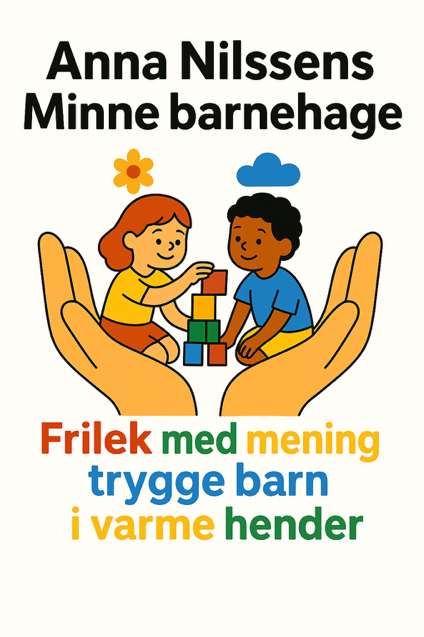 Anna Nilssens
Minne barnehage
Frilek med mening
trygge barn
i varme hender